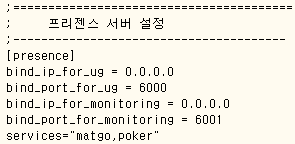 ;========================================
;     프리젠스 서버 설정
;----------------------------------------
[presence]
bind_ip_for_ug = 0.0.0.0
bind_port_for_ug = 6000
bind_ip_for_monitoring = 0.0.0.0
bind_port_for_monitoring = 6001
services="matgo,poker"